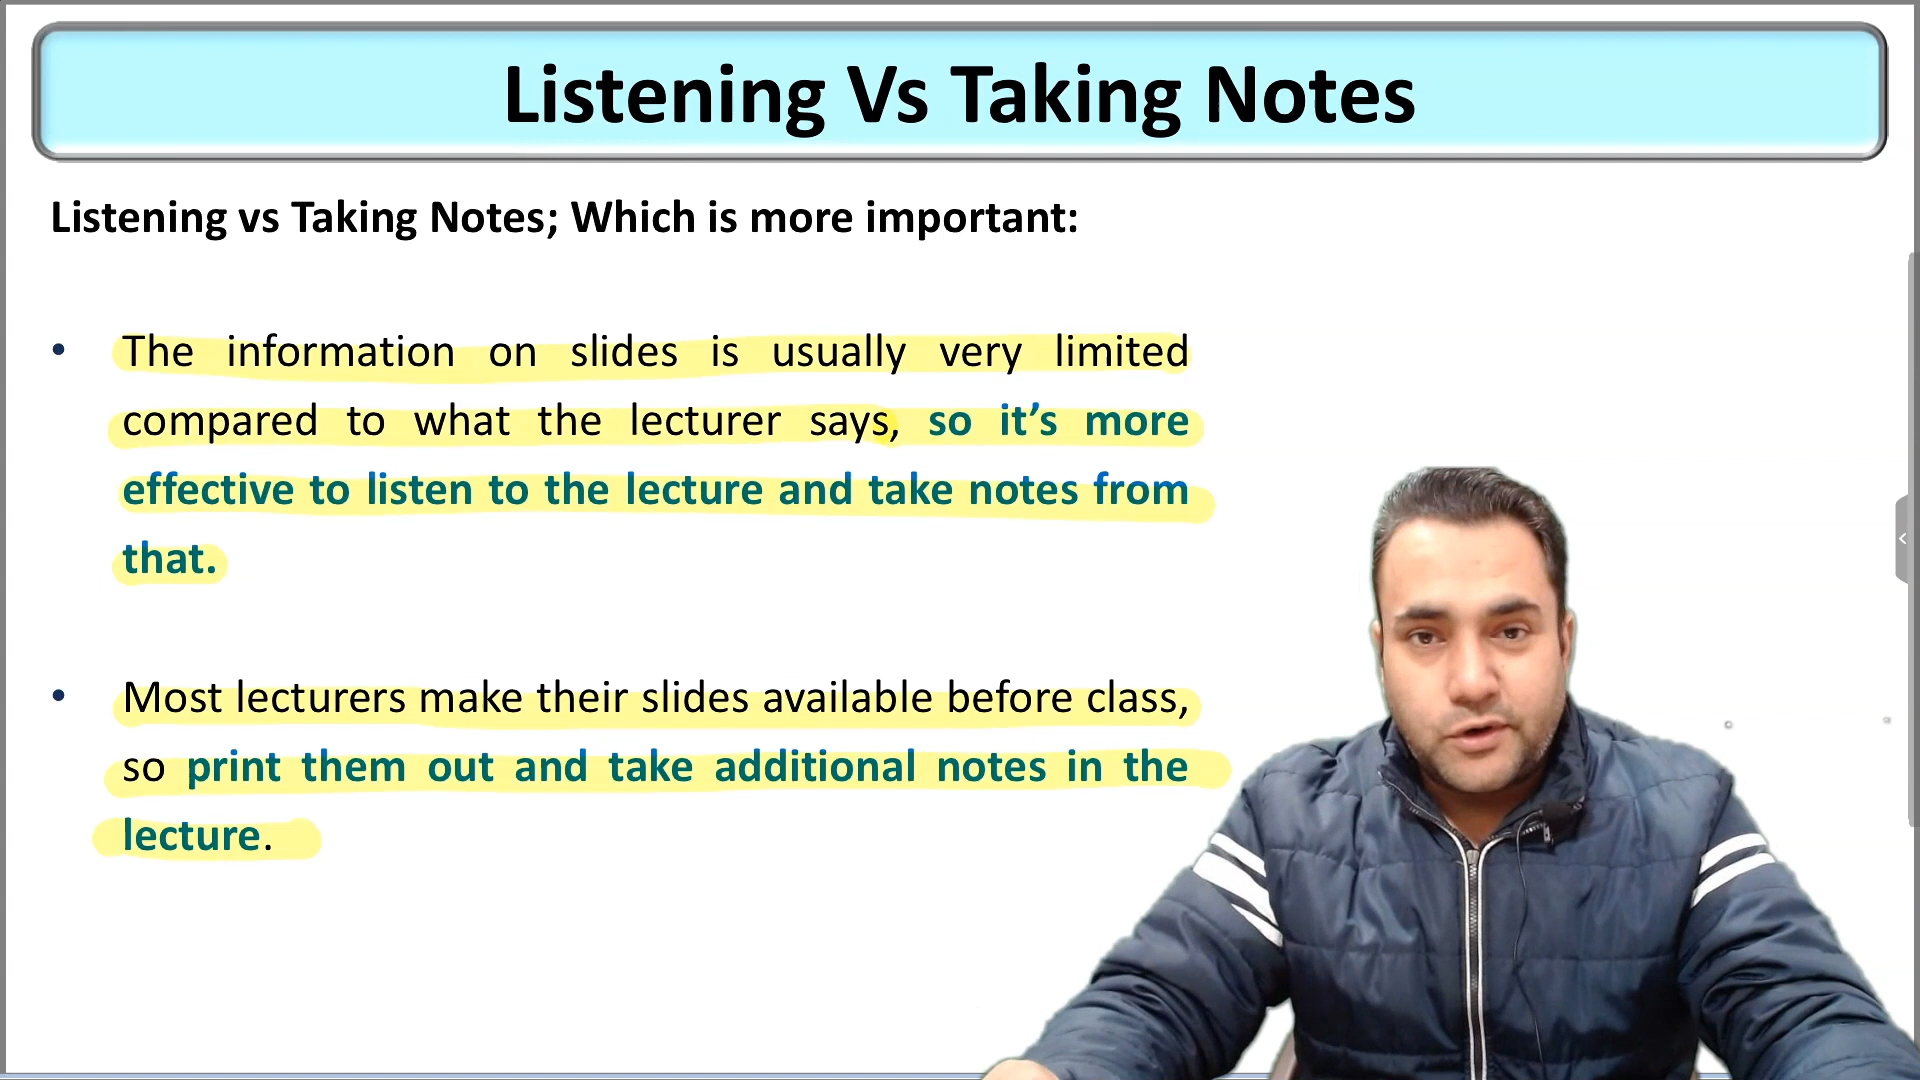 Listening Vs Taking Notes
Listening vs Taking Notes; Which is more important:
• The information on slides is usually very limited
compared to what the lecturer says, so it’s more
effective to listen to the lecture and take notes from
that.
• Most lecturers make their slides available before class,
so print them out and take additional notes in the
lecture.